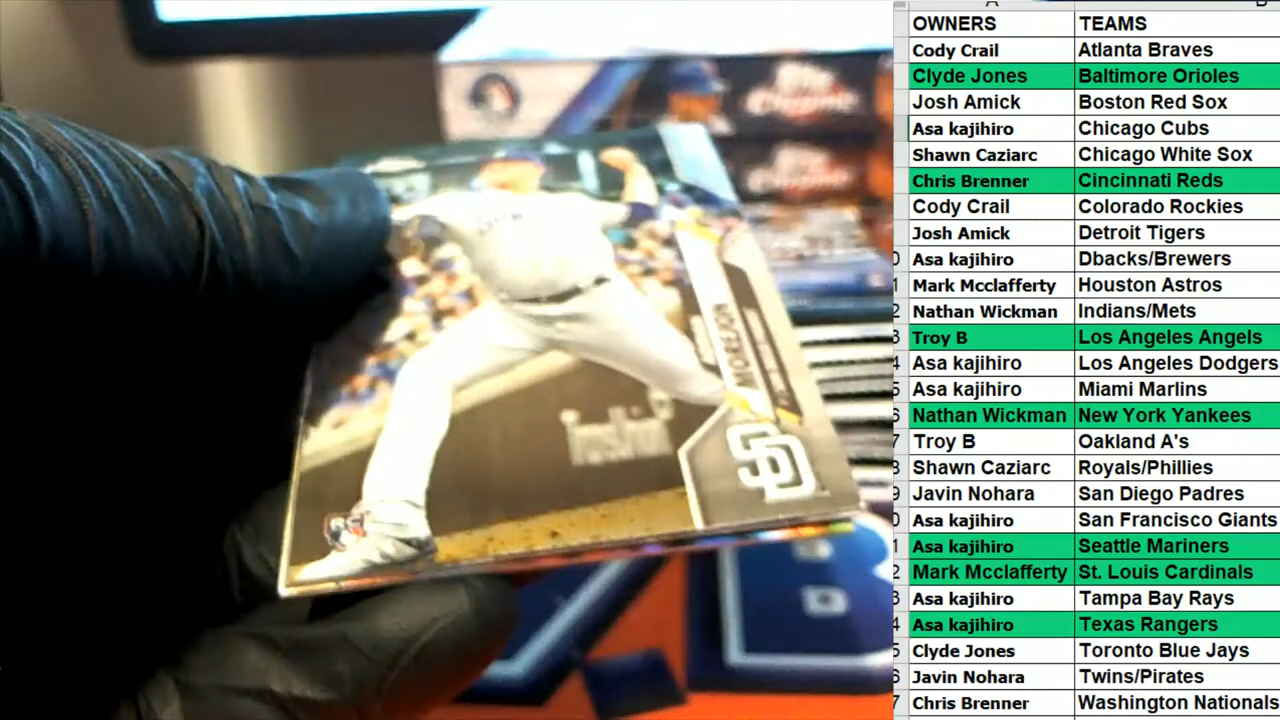 Chrome
MOREJON
SD
OWNERS TEAMS
Cody Crail Atlanta Braves
Clyde Jones Baltimore Orioles
Josh Amick Boston Red Sox
Asa kajihiro Chicago Cubs
Shawn Caziarc Chicago White Sox
Chris Brenner Cincinnati Reds
Cody Crail Colorado Rockies
Josh Amick Detroit Tigers
Asa kajihiro Dbacks/Brewers
Mark Mcclafferty Houston Astros
Nathan Wickman Indians/Mets
Troy B Los Angeles Angels
Asa kajihiro Los Angeles Dodgers
Asa kajihiro Miami Marlins
Nathan Wickman New York Yankees
Troy B Oakland A's
Shawn Caziarc Royals/Phillies
Javin Nohara San Diego Padres
Asa kajihiro San Francisco Giants
Asa kajihiro Seattle Mariners
Mark Mcclafferty St. Louis Cardinals
Asa kajihiro Tampa Bay Rays
Asa kajihiro Texas Rangers
Clyde Jones Toronto Blue Jays
Javin Nohara Twins/Pirates
Chris Brenner Washington Nationals